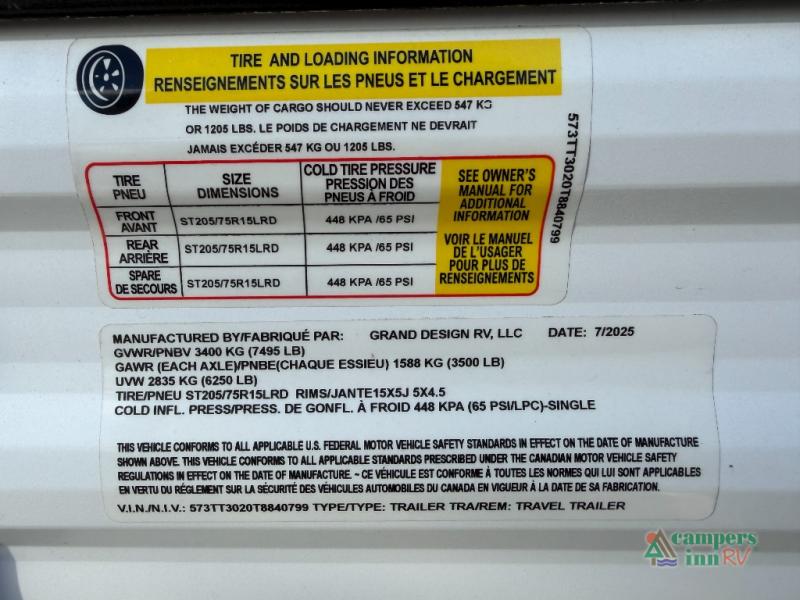 TIRE AND LOADING INFORMATION
RENSEIGNEMENTS SUR LES PNEUS ET LE CHARGEMENT
THE WEIGHT OF CARGO SHOULD NEVER EXCEED 547 KG
OR 1205 LBS. LE POIDS DE CHARGEMENT NE DEVRAIT
JAMAIS EXCÉDER 547 KG OU 1205 LBS.
TIRE
PNEU
SIZE
DIMENSIONS
COLD TIRE PRESSURE
PRESSION DES
PNEUS À FROID
FRONT
AVANT
ST205/75R15LRD
448 KPA /65 PSI
REAR
ARRIÈRE
ST205/75R15LRD
448 KPA /65 PSI
SPARE
DE SECOURS
ST205/75R15LRD
448 KPA /65 PSI
SEE OWNER'S
MANUAL FOR
ADDITIONAL
INFORMATION
VOIR LE MANUEL
DE L'USAGER
POUR PLUS DE
RENSEIGNEMENTS
573TT3020T8840799
MANUFACTURED BY/FABRIQUÉ PAR: GRAND DESIGN RV, LLC DATE: 7/2025
GVWR/PNBV 3400 KG (7495 LB)
GAWR (EACH AXLE)/PNBE(CHAQUE ESSIEU) 1588 KG (3500 LB)
UVW 2835 KG (6250 LB)
TIRE/PNEU ST205/75R15LRD RIMS/JANTE15X5J 5X4.5
COLD INFL. PRESS/PRESS. DE GONFL. À FROID 448 KPA (65 PSI/LPC)-SINGLE
THIS VEHICLE CONFORMS TO ALL APPLICABLE U.S. FEDERAL MOTOR VEHICLE SAFETY STANDARDS IN EFFECT ON THE DATE OF MANUFACTURE
SHOWN ABOVE. THIS VEHICLE CONFORMS TO ALL APPLICABLE STANDARDS PRESCRIBED UNDER THE CANADIAN MOTOR VEHICLE SAFETY
REGULATIONS IN EFFECT ON THE DATE OF MANUFACTURE. ~ CE VÉHICULE EST CONFORME À TOUTES LES NORMES QUI LUI SONT APPLICABLES
EN VERTU DU RÉGLEMENT SUR LA SÉCURITÉ DES VÉHICULES AUTOMOBILES DU CANADA EN VIGUEUR À LA DATE DE SA FABRICATION.
V.I.N./N.I.V.: 573TT3020T8840799 TYPE/TYPE: TRAILER TRA/REM: TRAVEL TRAILER
campers
inn RV